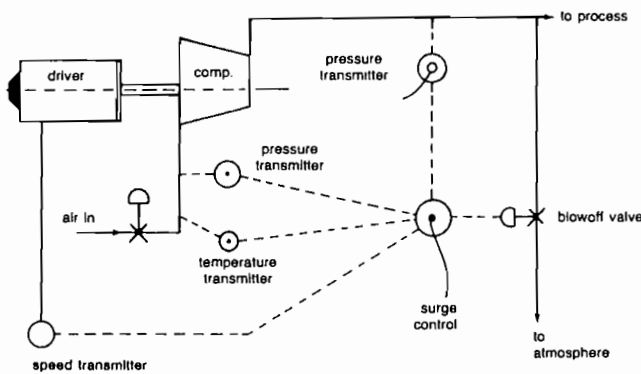 to process
driver
comp.
pressure
transmitter
pressure
transmitter
air in
blowoff valve
temperature
transmitter
surge
control
to
atmosphere
speed transmitter